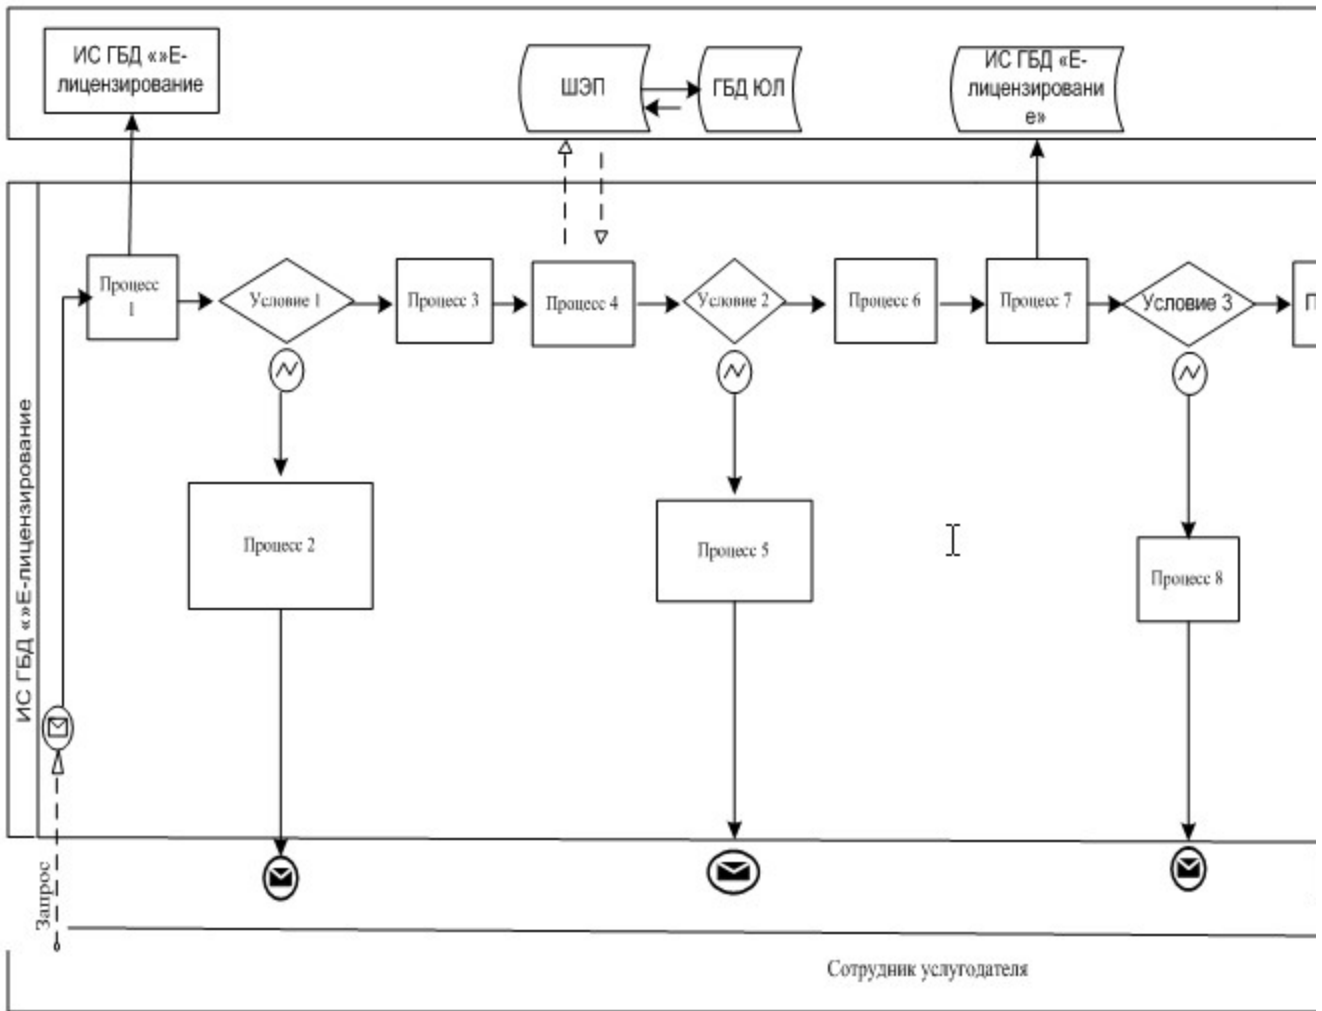 ИС ГБД «»Е-
лицензирование
ШЭП
ГБД ЮЛ
ИС ГБД «Е-
лицензировани
е»
ИС ГБД «»Е-лицензирование
Процесс
1
Условие 1
Процесс 3
Процесс 4
Условие 2
Процесс 6
Процесс 7
Условие 3
П
Процесс 2
Процесс 5
Процесс 8
Запрос
Сотрудник услугодателя